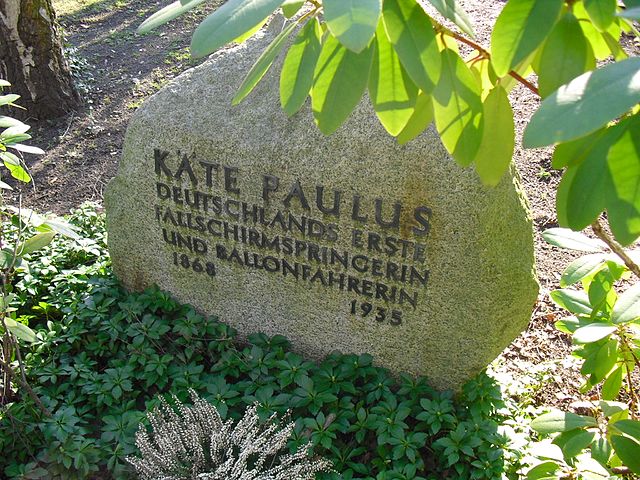 KÄTE PAULUS
DEUTSCHLANDS ERSTE
FALLSCHIRMSPRINGERIN
UND BALLONFAHRERIN
1868 1935